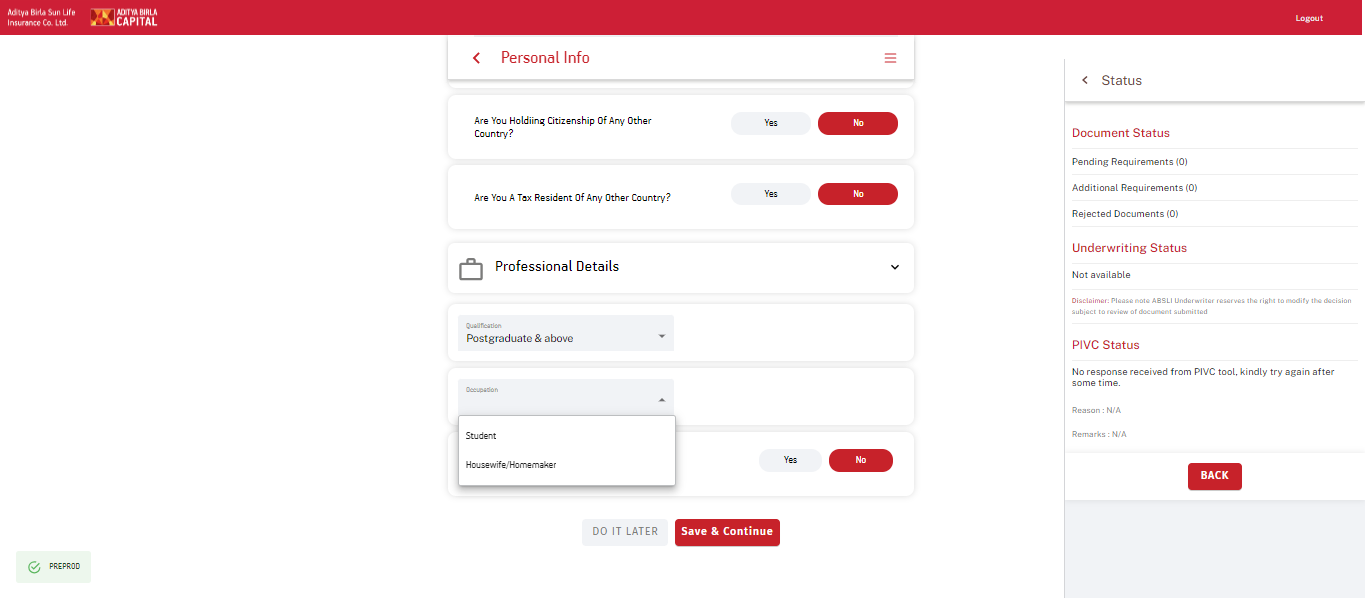 Aditya Birla Sun Life
Insurance Co. Ltd.
ADITYA BIRLA
CAPITAL
Logout
Personal Info
Are You Holdiing Citizenship Of Any Other
Country?
Yes
No
Are You A Tax Resident Of Any Other Country?
Yes
No
Professional Details
Qualification
Postgraduate & above
Occupation
Student
Housewife/Homemaker
Yes
No
DO IT LATER
Save & Continue
PREPROD
Status
Document Status
Pending Requirements (0)
Additional Requirements (0)
Rejected Documents (0)
Underwriting Status
Not available
Disclaimer: Please note ABSLI Underwriter reserves the right to modify the decision
subject to review of document submitted
PIVC Status
No response received from PIVC tool, kindly try again after
some time.
Reason : N/A
Remarks : N/A
BACK